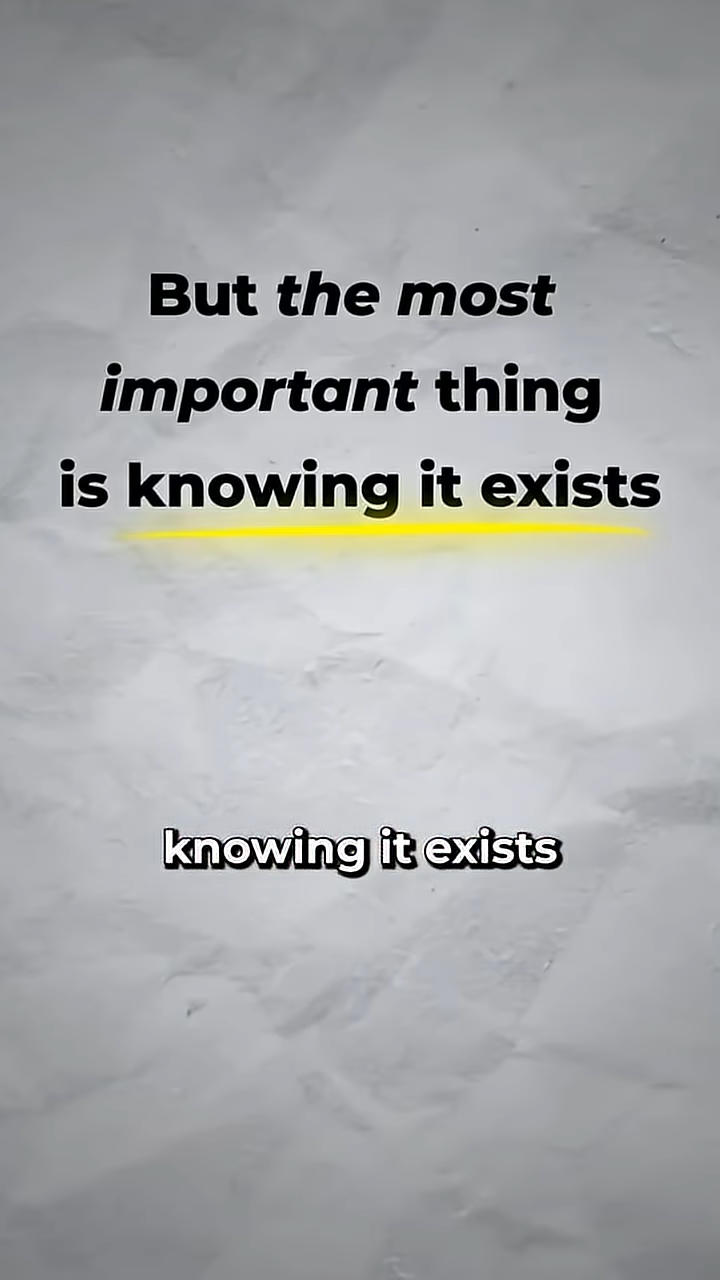 But the most
important thing
is knowing it exists
knowing it exists